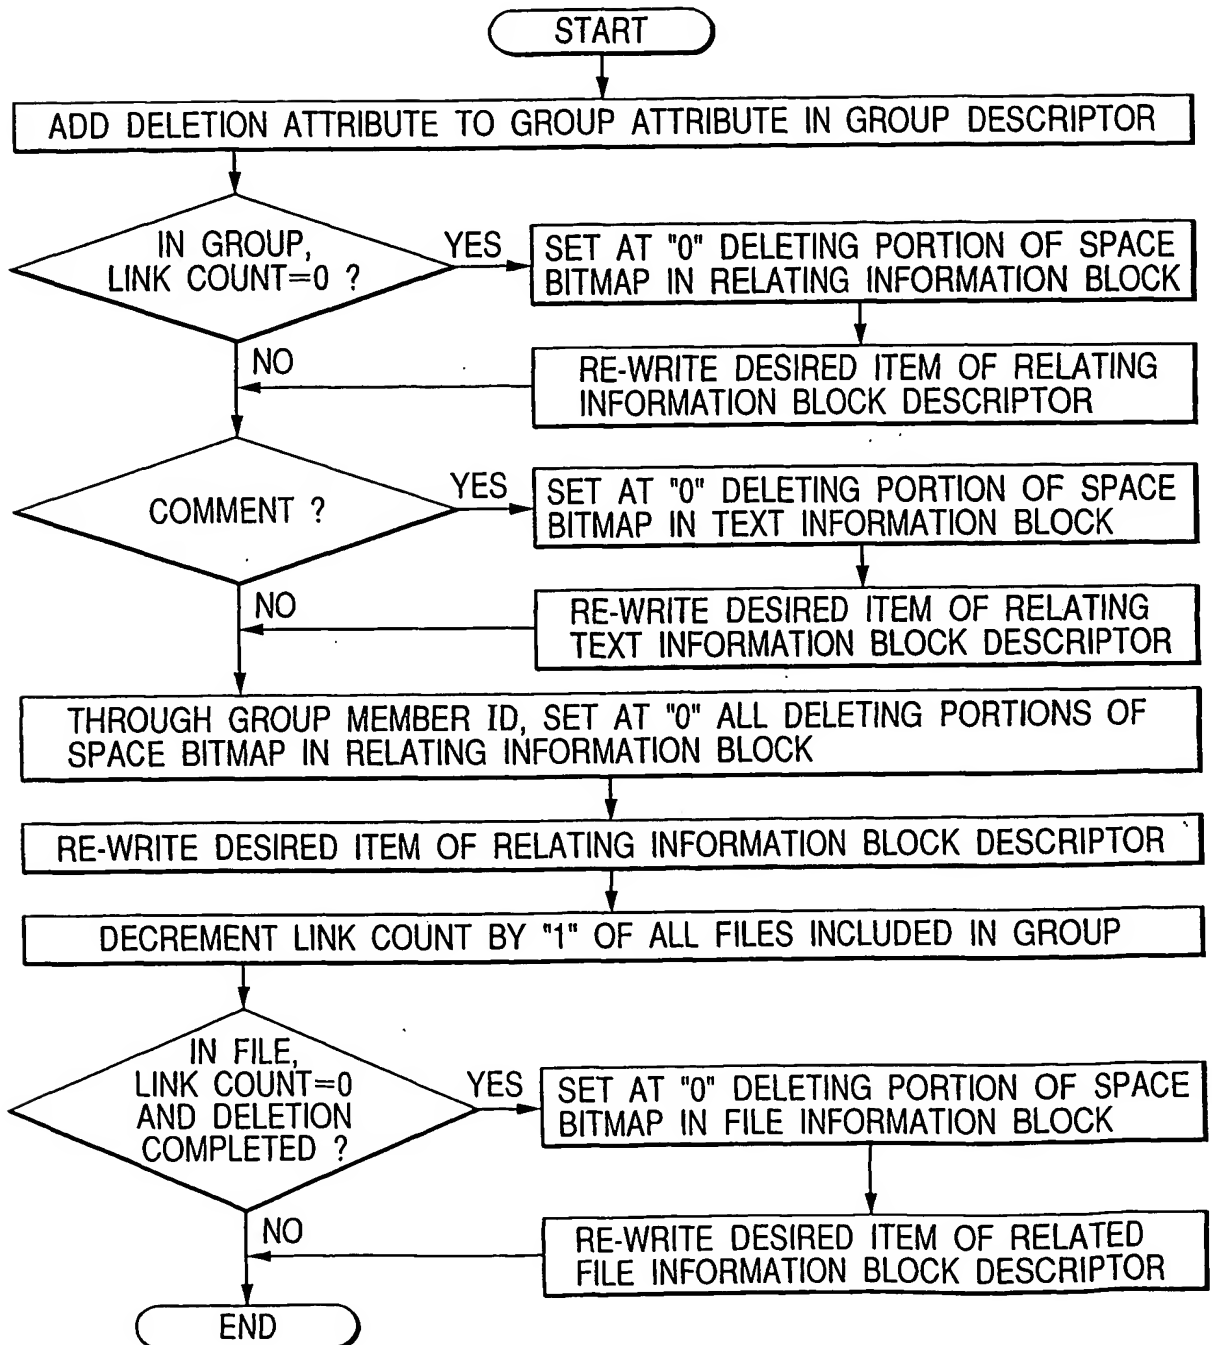 START
ADD DELETION ATTRIBUTE TO GROUP ATTRIBUTE IN GROUP DESCRIPTOR
IN GROUP,
LINK COUNT=0 ?
YES
SET AT "0" DELETING PORTION OF SPACE
BITMAP IN RELATING INFORMATION BLOCK
NO
RE-WRITE DESIRED ITEM OF RELATING
INFORMATION BLOCK DESCRIPTOR
COMMENT ?
YES
SET AT "0" DELETING PORTION OF SPACE
BITMAP IN TEXT INFORMATION BLOCK
NO
RE-WRITE DESIRED ITEM OF RELATING
TEXT INFORMATION BLOCK DESCRIPTOR
THROUGH GROUP MEMBER ID, SET AT "0" ALL DELETING PORTIONS OF
SPACE BITMAP IN RELATING INFORMATION BLOCK
RE-WRITE DESIRED ITEM OF RELATING INFORMATION BLOCK DESCRIPTOR
DECREMENT LINK COUNT BY "1" OF ALL FILES INCLUDED IN GROUP
IN FILE,
LINK COUNT=0
AND DELETION
COMPLETED ?
YES
SET AT "0" DELETING PORTION OF SPACE
BITMAP IN FILE INFORMATION BLOCK
NO
RE-WRITE DESIRED ITEM OF RELATED
FILE INFORMATION BLOCK DESCRIPTOR
END